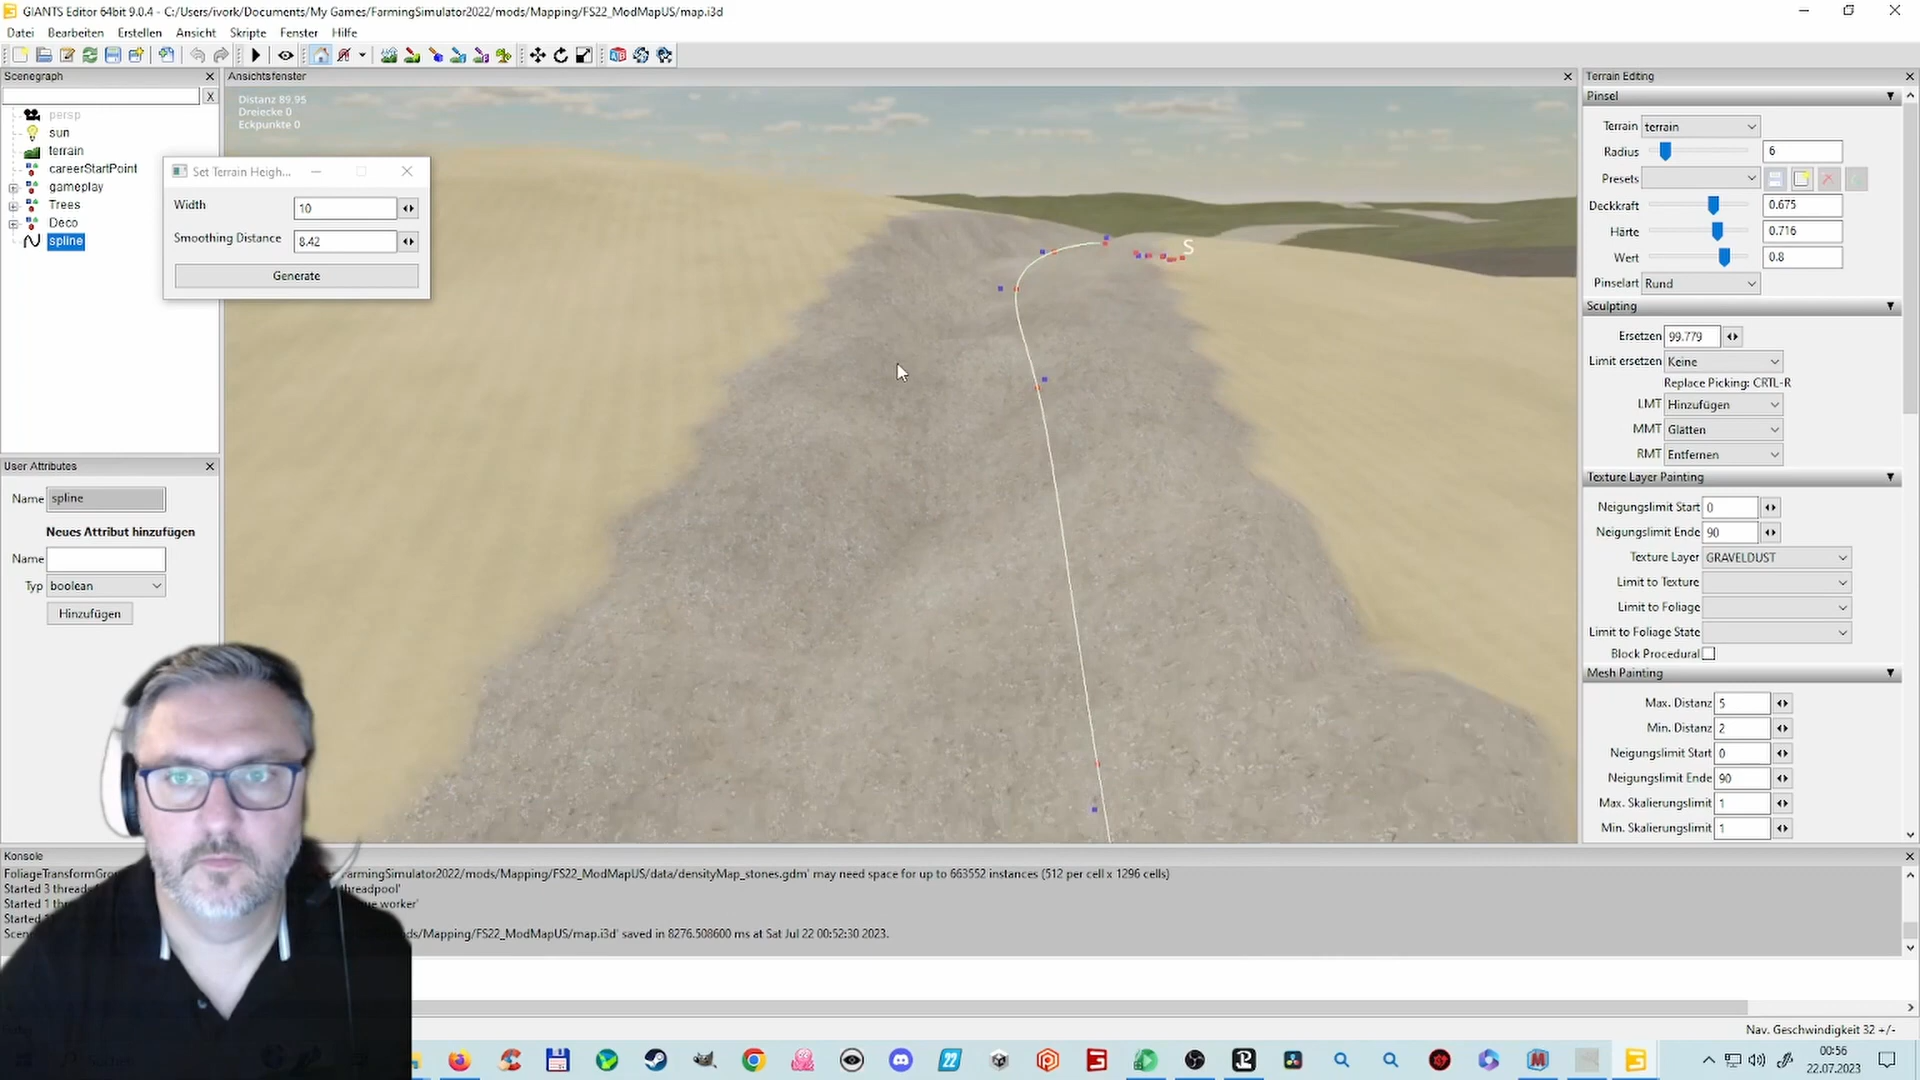 GIANTS Editor 64bit 9.0.4 - C:/Users/ivork/Documents/My Games/FarmingSimulator2022/mods/Mapping/FS22_ModMapUS/map.i3d
Datei Bearbeiten Erstellen Ansicht Skripte Fenster Hilfe
Scenegraph
X
persp
sun
terrain
careerStartPoint
gameplay
Trees
Deco
spline
User Attributes
Name spline
Neues Attribut hinzufügen
Name
Typ boolean
Hinzufügen
Ansichtsfenster
Distanz 89.95
Dreiecke 0
Eckpunkte 0
S
Set Terrain Heigh...
Width 10
Smoothing Distance 8.42
Generate
Terrain Editing
Pinsel
Terrain terrain
Radius 6
Presets
Deckkraft 0.675
Härte 0.716
Wert 0.8
Pinselart Rund
Sculpting
Ersetzen 99.779
Limit ersetzen Keine
Replace Picking: CRTL-R
LMT Hinzufügen
MMT Glätten
RMT Entfernen
Texture Layer Painting
Neigungslimit Start 0
Neigungslimit Ende 90
Texture Layer GRAVELDUST
Limit to Texture
Limit to Foliage
Limit to Foliage State
Block Procedural
Mesh Painting
Max. Distanz 5
Min. Distanz 2
Neigungslimit Start 0
Neigungslimit Ende 90
Max. Skalierungslimit 1
Min. Skalierungslimit 1
Konsole
FoliageTransformGro armingSimulator2022/mods/Mapping/FS22_ModMapUS/data/densityMap_stones.gdm' may need space for up to 663552 instances (512 per cell x 1296 cells)
Started 3 thread readpool'
Started 1 thr ue worker'
Started
Scen ds/Mapping/FS22_ModMapUS/map.i3d' saved in 8276.508600 ms at Sat Jul 22 00:52:30 2023.
Nav. Geschwindigkeit 32 +/-
22
00:56
22.07.2023